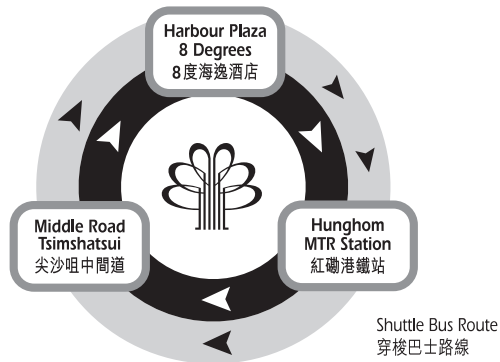 Harbour Plaza
8 Degrees
8度海逸酒店
Middle Road
Tsimshatsui
尖沙咀中間道
Hunghom
MTR Station
紅磡港鐵站
Shuttle Bus Route
穿梭巴士路線